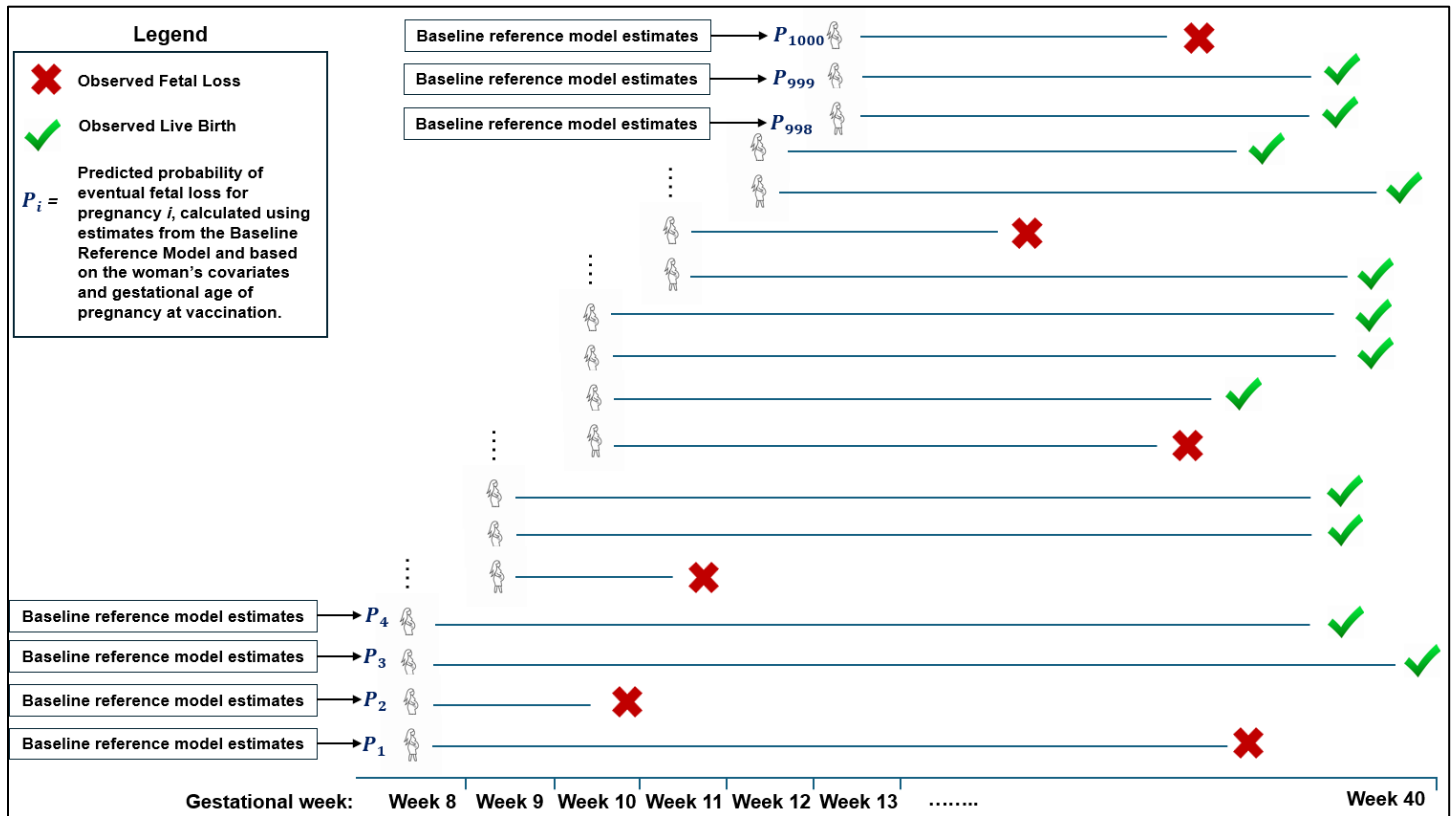 Legend
Observed Fetal Loss
Observed Live Birth
P_i =
Predicted probability of
eventual fetal loss for
pregnancy i, calculated using
estimates from the Baseline
Reference Model and based
on the woman's covariates
and gestational age of
pregnancy at vaccination.
Baseline reference model estimates P_1000
Baseline reference model estimates P_999
Baseline reference model estimates P_998
Baseline reference model estimates P_4
Baseline reference model estimates P_3
Baseline reference model estimates P_2
Baseline reference model estimates P_1
Gestational week: Week 8 Week 9 Week 10 Week 11 Week 12 Week 13 ........ Week 40